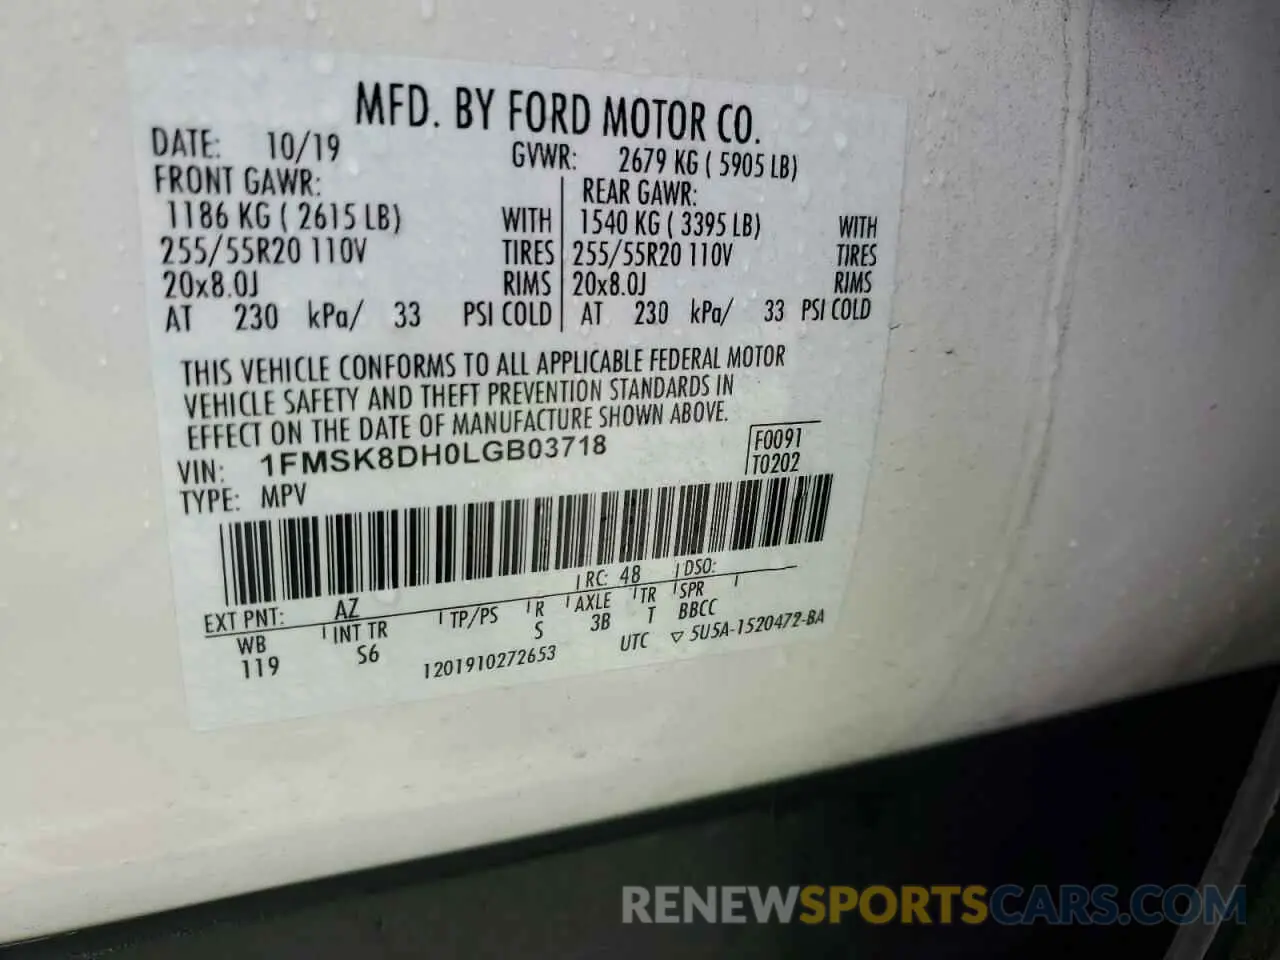 MFD. BY FORD MOTOR CO.
DATE: 10/19 GVWR: 2679 KG ( 5905 LB)
FRONT GAWR: REAR GAWR:
1186 KG ( 2615 LB) WITH 1540 KG ( 3395 LB) WITH
255/55R20 110V TIRES 255/55R20 110V TIRES
20x8.0J RIMS 20x8.0J RIMS
AT 230 kPa/ 33 PSI COLD AT 230 kPa/ 33 PSI COLD
THIS VEHICLE CONFORMS TO ALL APPLICABLE FEDERAL MOTOR
VEHICLE SAFETY AND THEFT PREVENTION STANDARDS IN
EFFECT ON THE DATE OF MANUFACTURE SHOWN ABOVE.
VIN: 1FMSK8DH0LGB03718 F0091
TYPE: MPV T0202
EXT PNT: AZ RC: 48 DSO:
WB INT TR TP/PS R AXLE TR SPR
119 S6 S 3B T BBCC
1201910272653 UTC ▽ 5U5A-1520472-BA
RENEWSPORTSCARS.COM